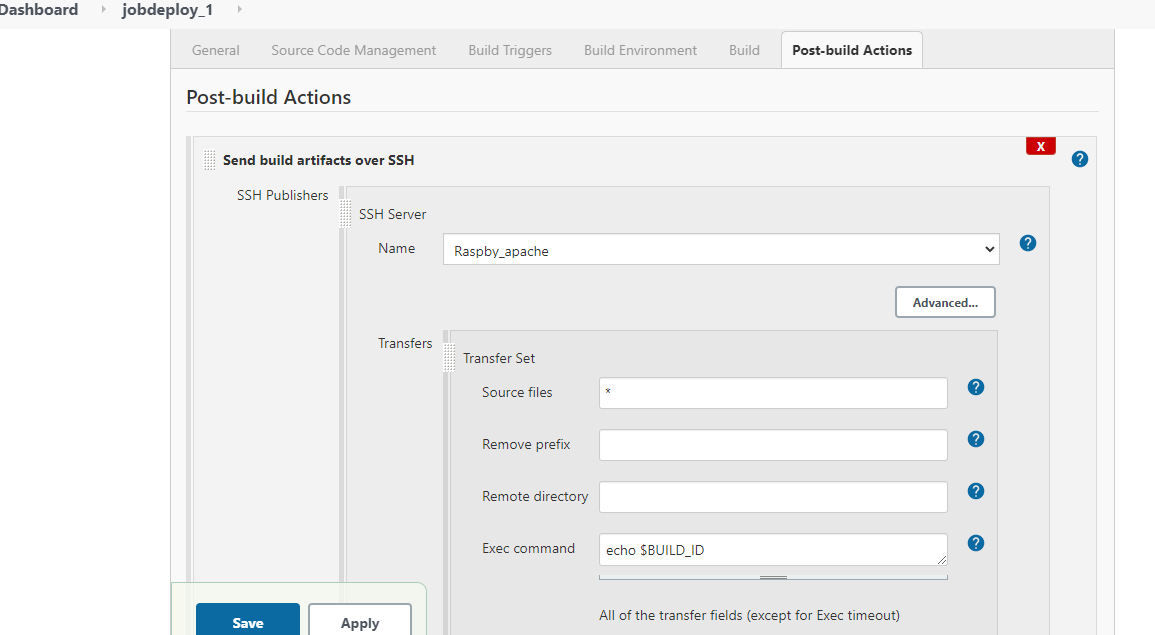 Dashboard jobdeploy_1
General Source Code Management Build Triggers Build Environment Build Post-build Actions
Post-build Actions
X
Send build artifacts over SSH ?
SSH Publishers
SSH Server
Name Raspby_apache ?
Advanced...
Transfers
Transfer Set
Source files * ?
Remove prefix ?
Remote directory ?
Exec command echo $BUILD_ID ?
All of the transfer fields (except for Exec timeout)
Save Apply